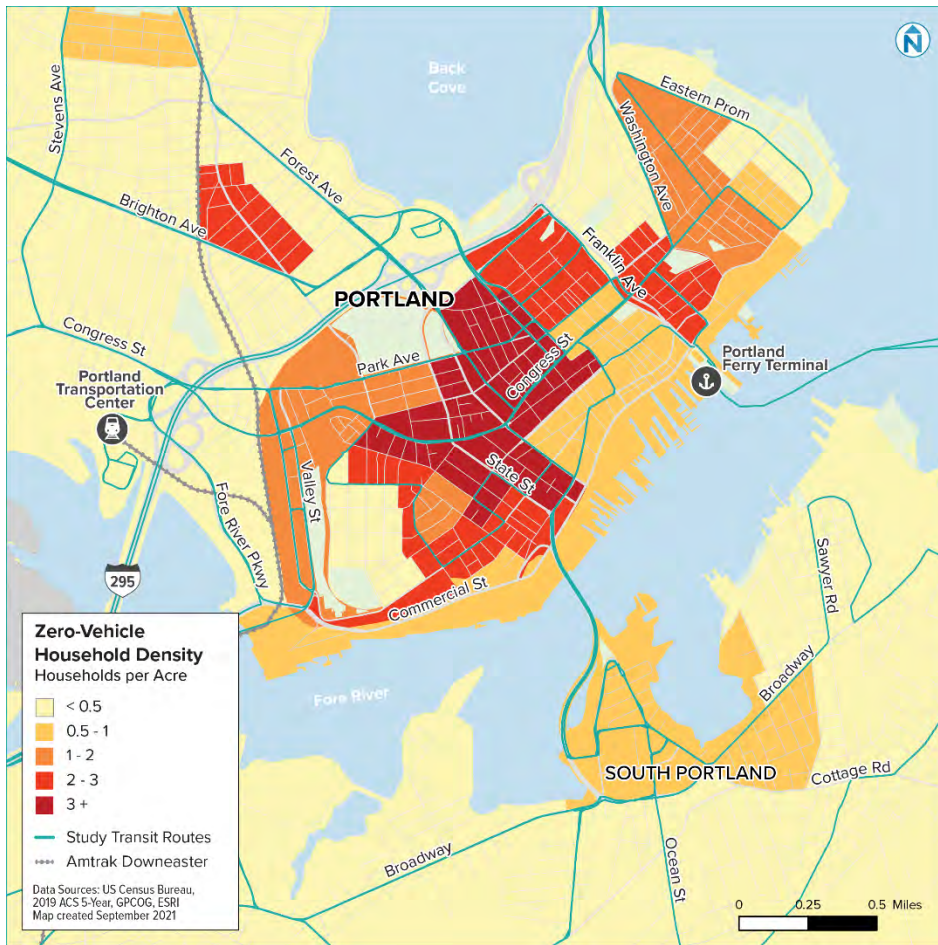 N
Back
Cove
Eastern Prom
Stevens Ave
Washington Ave
Forest Ave
Brighton Ave
Franklin Ave
PORTLAND
Congress St
Park Ave
Congress St
Portland
Transportation
Center
Portland
Ferry Terminal
State St
Valley St
Fore River Pkwy
295
Commercial St
Sawyer Rd
Fore River
Broadway
SOUTH PORTLAND
Cottage Rd
Broadway
Ocean St
Zero-Vehicle
Household Density
Households per Acre
< 0.5
0.5 - 1
1 - 2
2 - 3
3 +
Study Transit Routes
Amtrak Downeaster
Data Sources: US Census Bureau,
2019 ACS 5-Year, GPCOG, ESRI
Map created September 2021
0 0.25 0.5 Miles